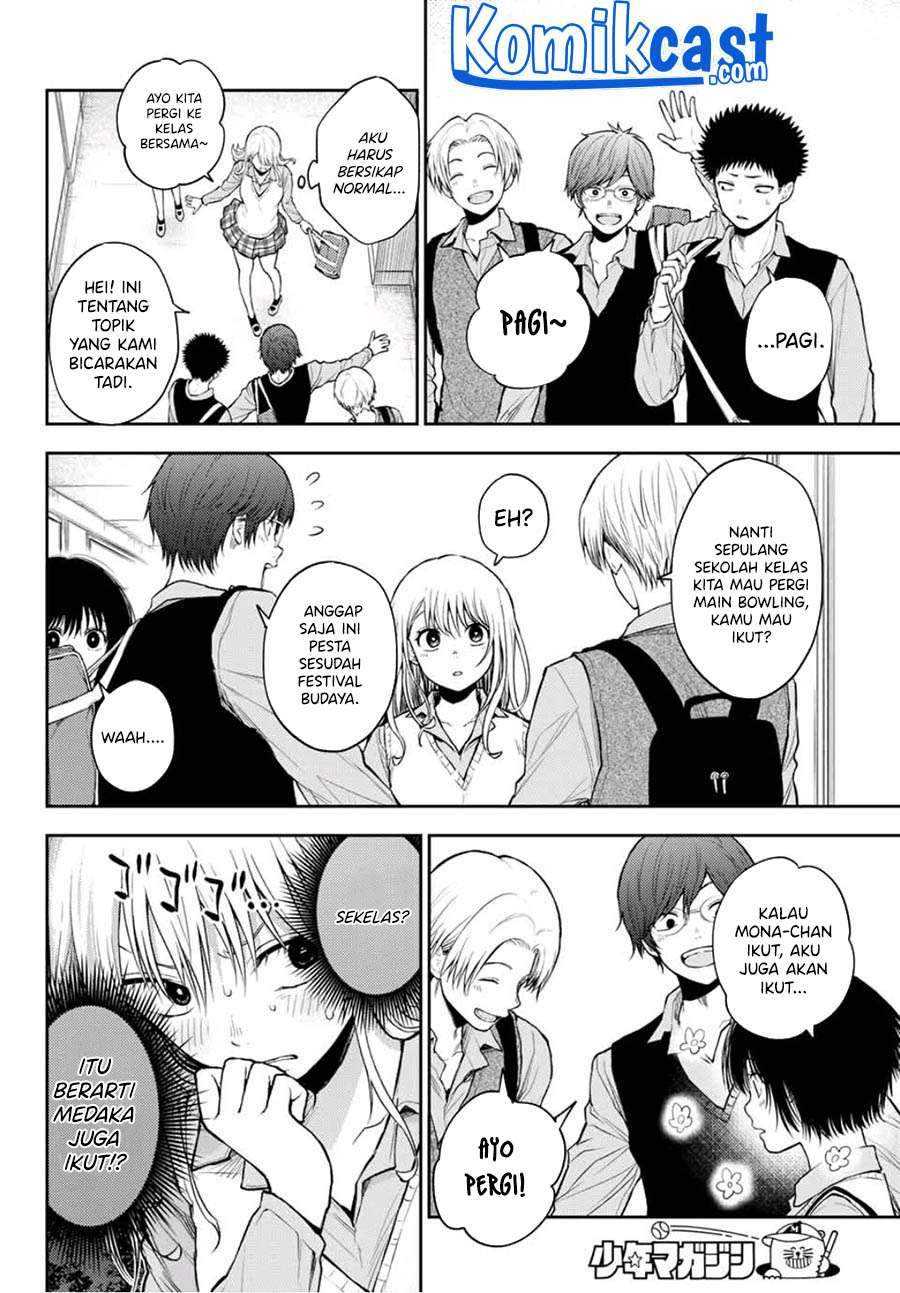 Komikcast
.com
PAGI~
...PAGI.
AKU
HARUS
BERSIKAP
NORMAL...
AYO KITA
PERGI KE
KELAS
BERSAMA~
HEI! INI
TENTANG
TOPIK
YANG KAMI
BICARAKAN
TADI.
NANTI
SEPULANG
SEKOLAH KELAS
KITA MAU PERGI
MAIN BOWLING,
KAMU MAU
IKUT?
EH?
ANGGAP
SAJA INI
PESTA
SESUDAH
FESTIVAL
BUDAYA.
WAAH....
KALAU
MONA-CHAN
IKUT, AKU
JUGA AKAN
IKUT...
AYO
PERGI!
SEKELAS?
ゴゴゴ...
ITU
BERARTI
MEDAKA
JUGA
IKUT!?
少年マガジン